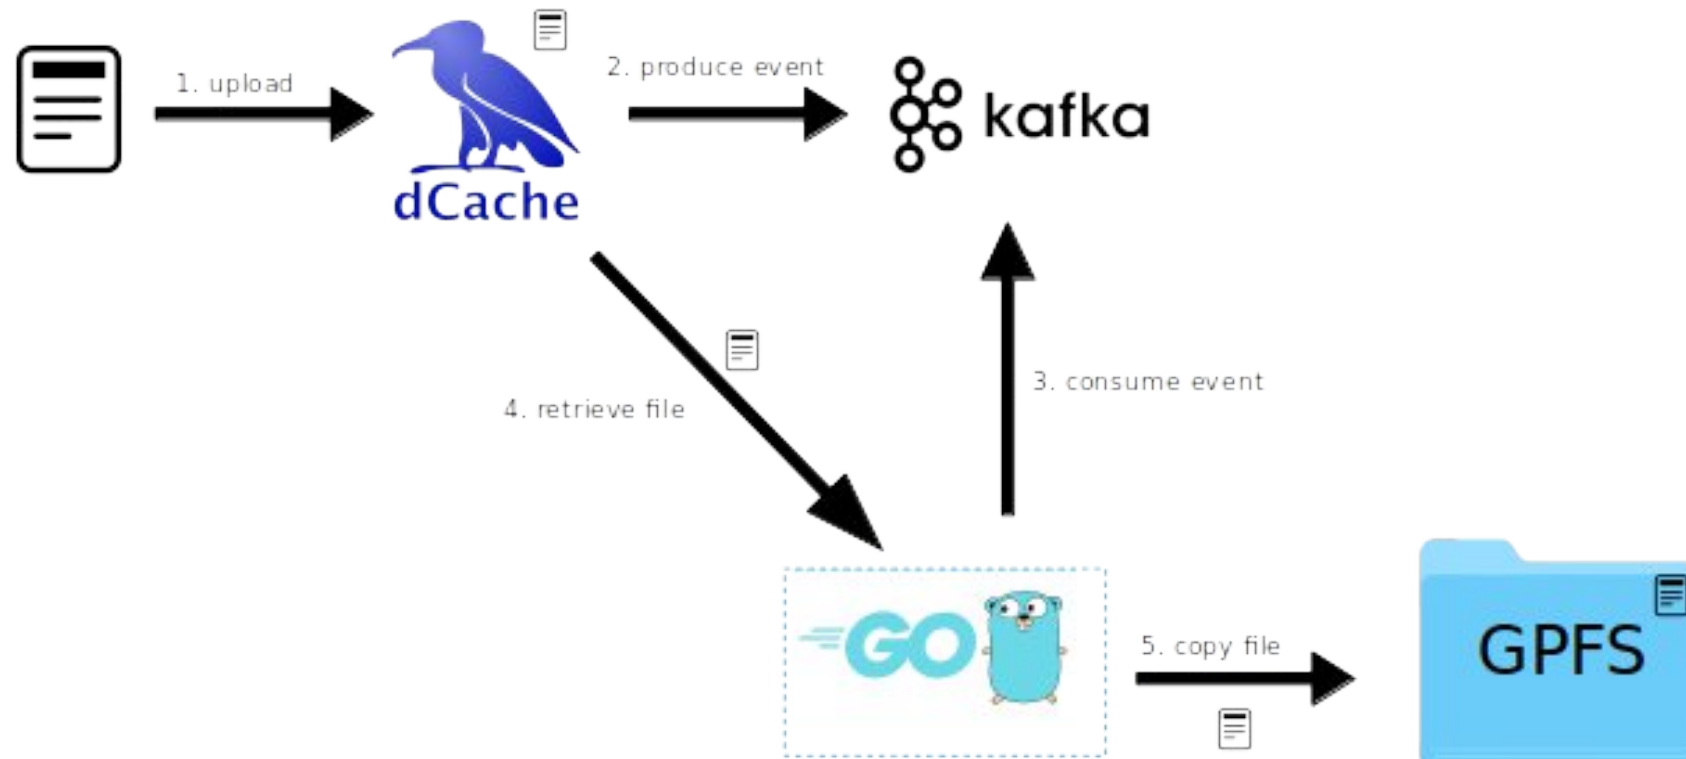 1. upload
dCache
2. produce event
kafka
3. consume event
4. retrieve file
GO
5. copy file
GPFS